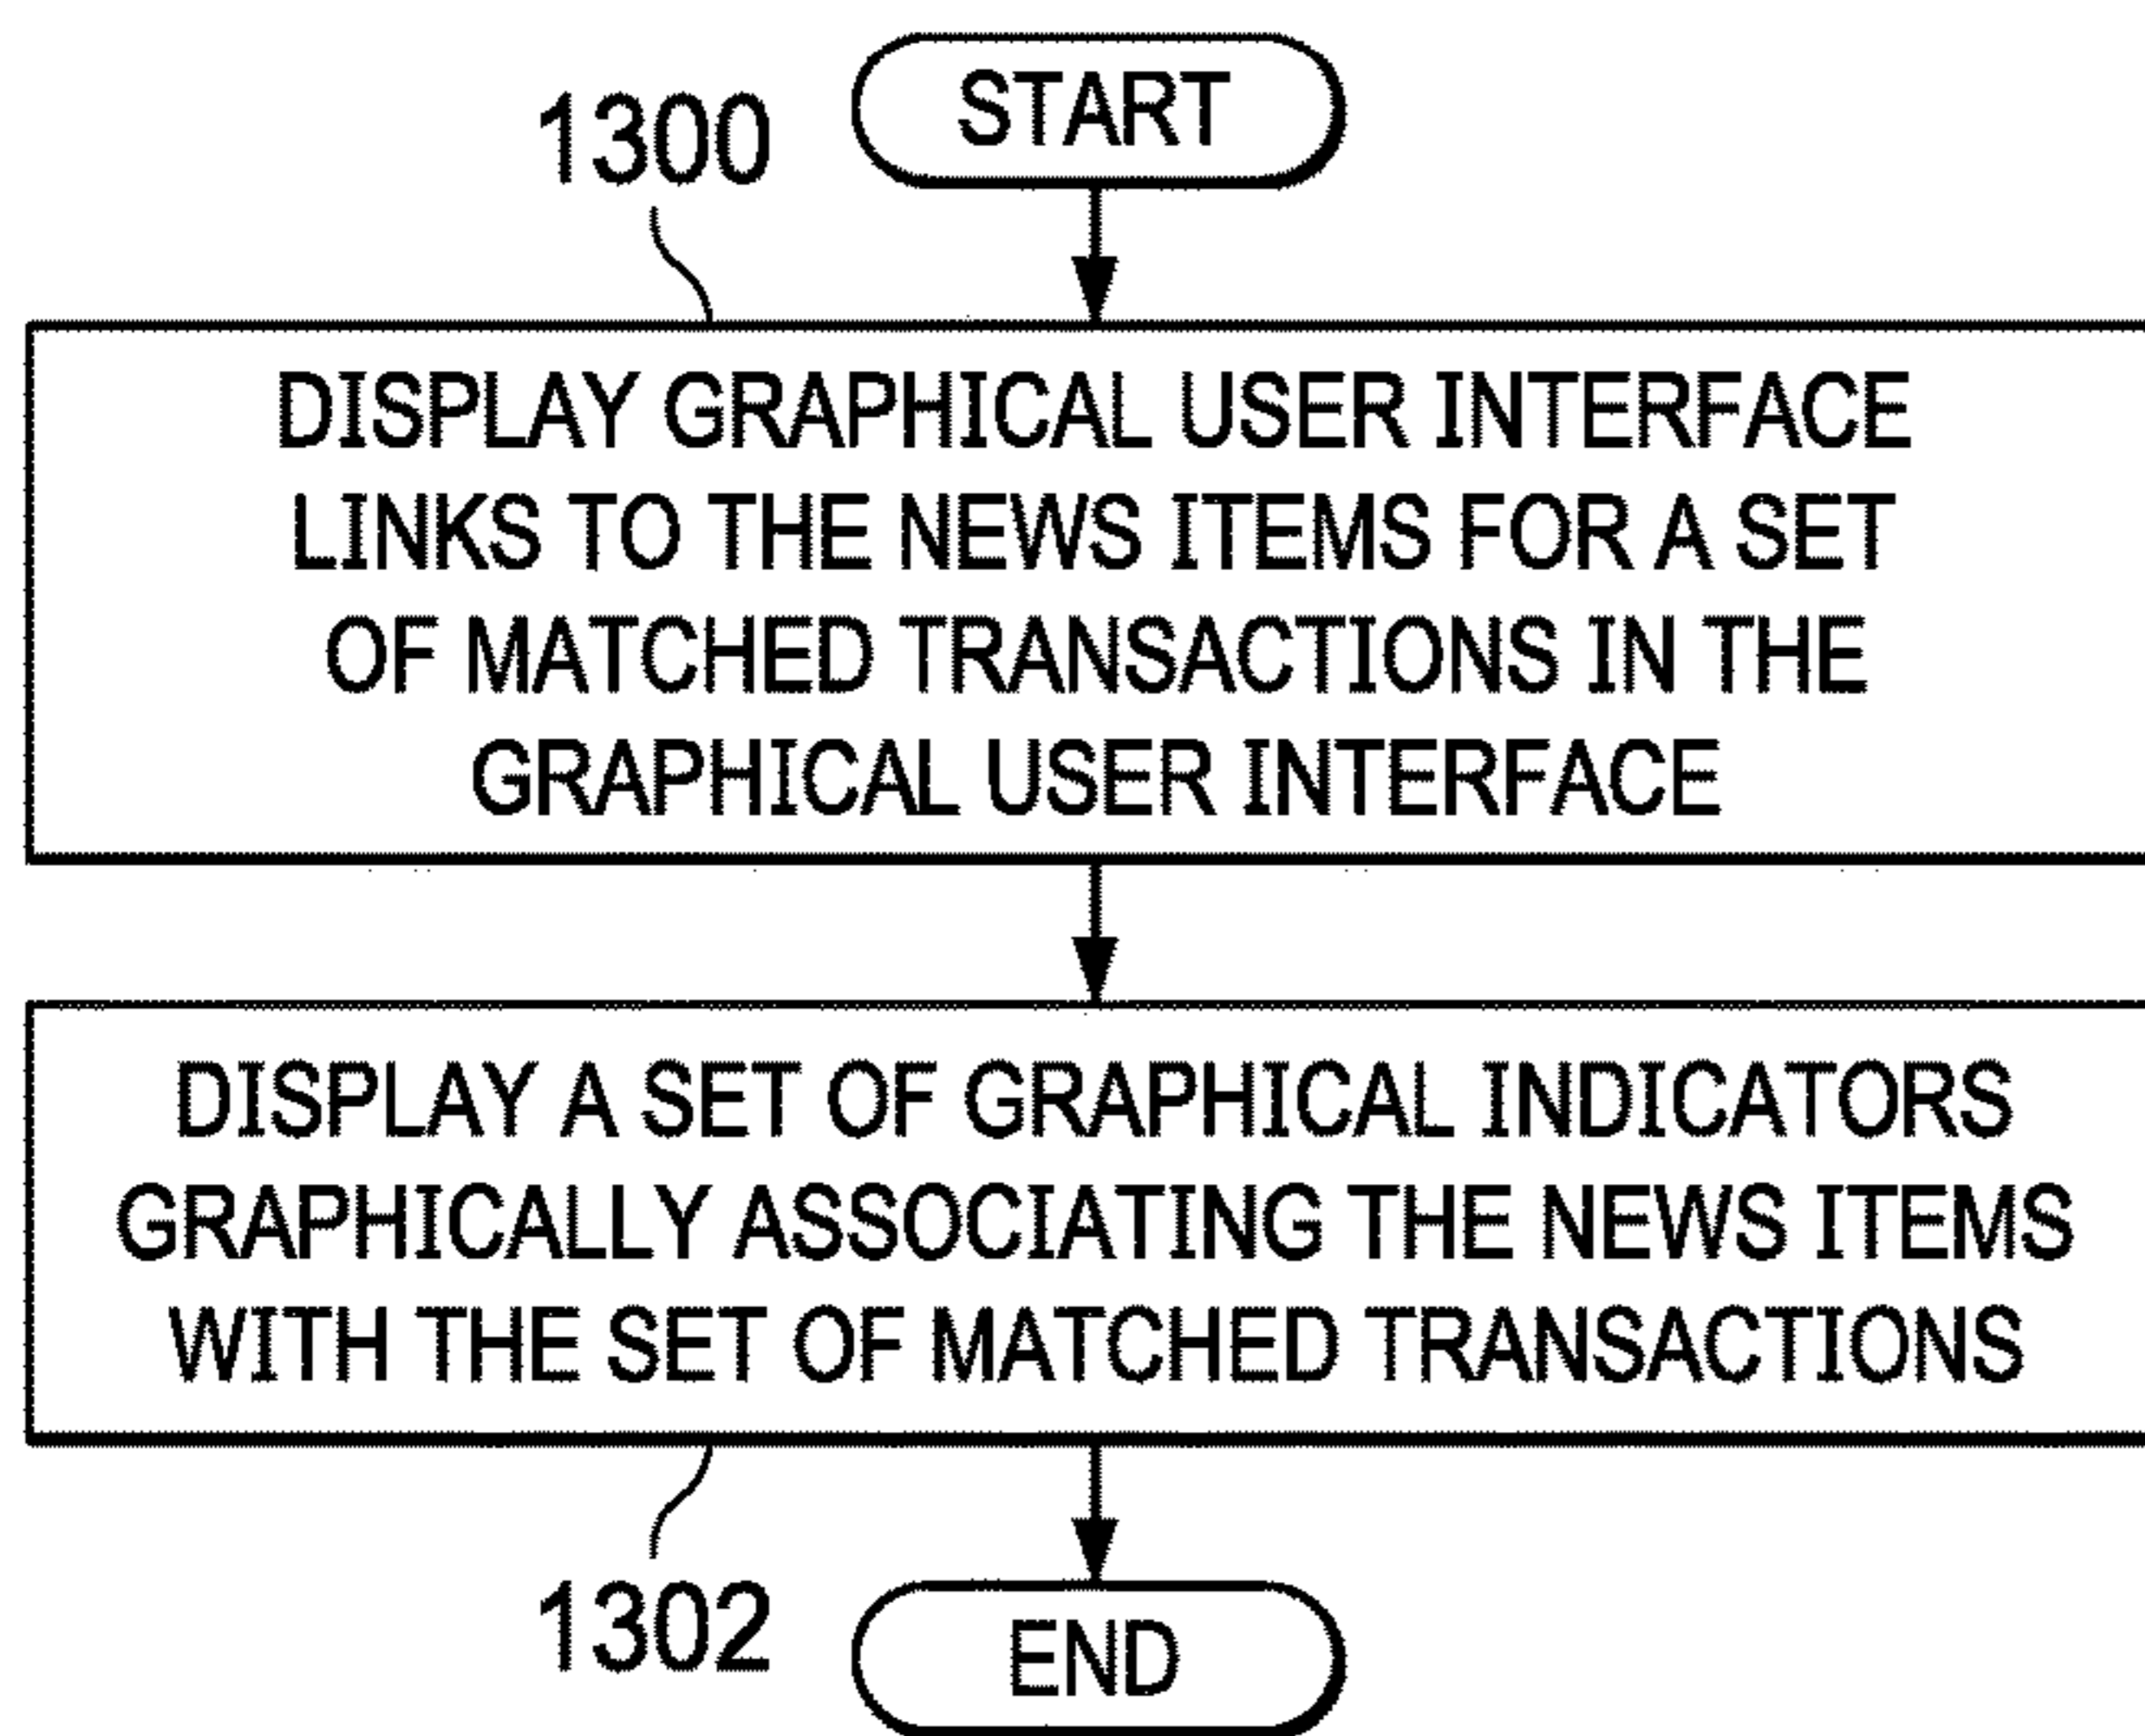 START
1300
DISPLAY GRAPHICAL USER INTERFACE
LINKS TO THE NEWS ITEMS FOR A SET
OF MATCHED TRANSACTIONS IN THE
GRAPHICAL USER INTERFACE
DISPLAY A SET OF GRAPHICAL INDICATORS
GRAPHICALLY ASSOCIATING THE NEWS ITEMS
WITH THE SET OF MATCHED TRANSACTIONS
1302
END